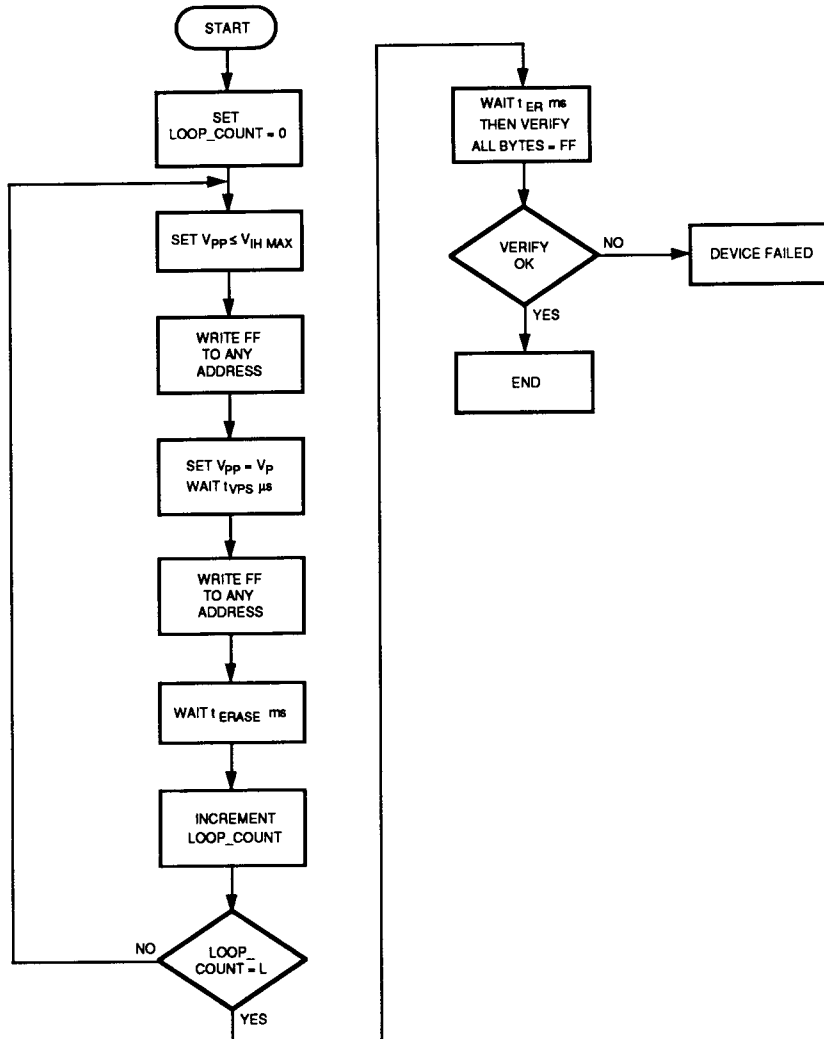 START
SET
LOOP_COUNT = 0
SET VPP ≤ VIH MAX
WRITE FF
TO ANY
ADDRESS
SET VPP = VP
WAIT tVPS µs
WRITE FF
TO ANY
ADDRESS
WAIT t ERASE ms
INCREMENT
LOOP_COUNT
NO
LOOP_
COUNT = L
YES
WAIT t ER ms
THEN VERIFY
ALL BYTES = FF
VERIFY
OK
NO
DEVICE FAILED
YES
END